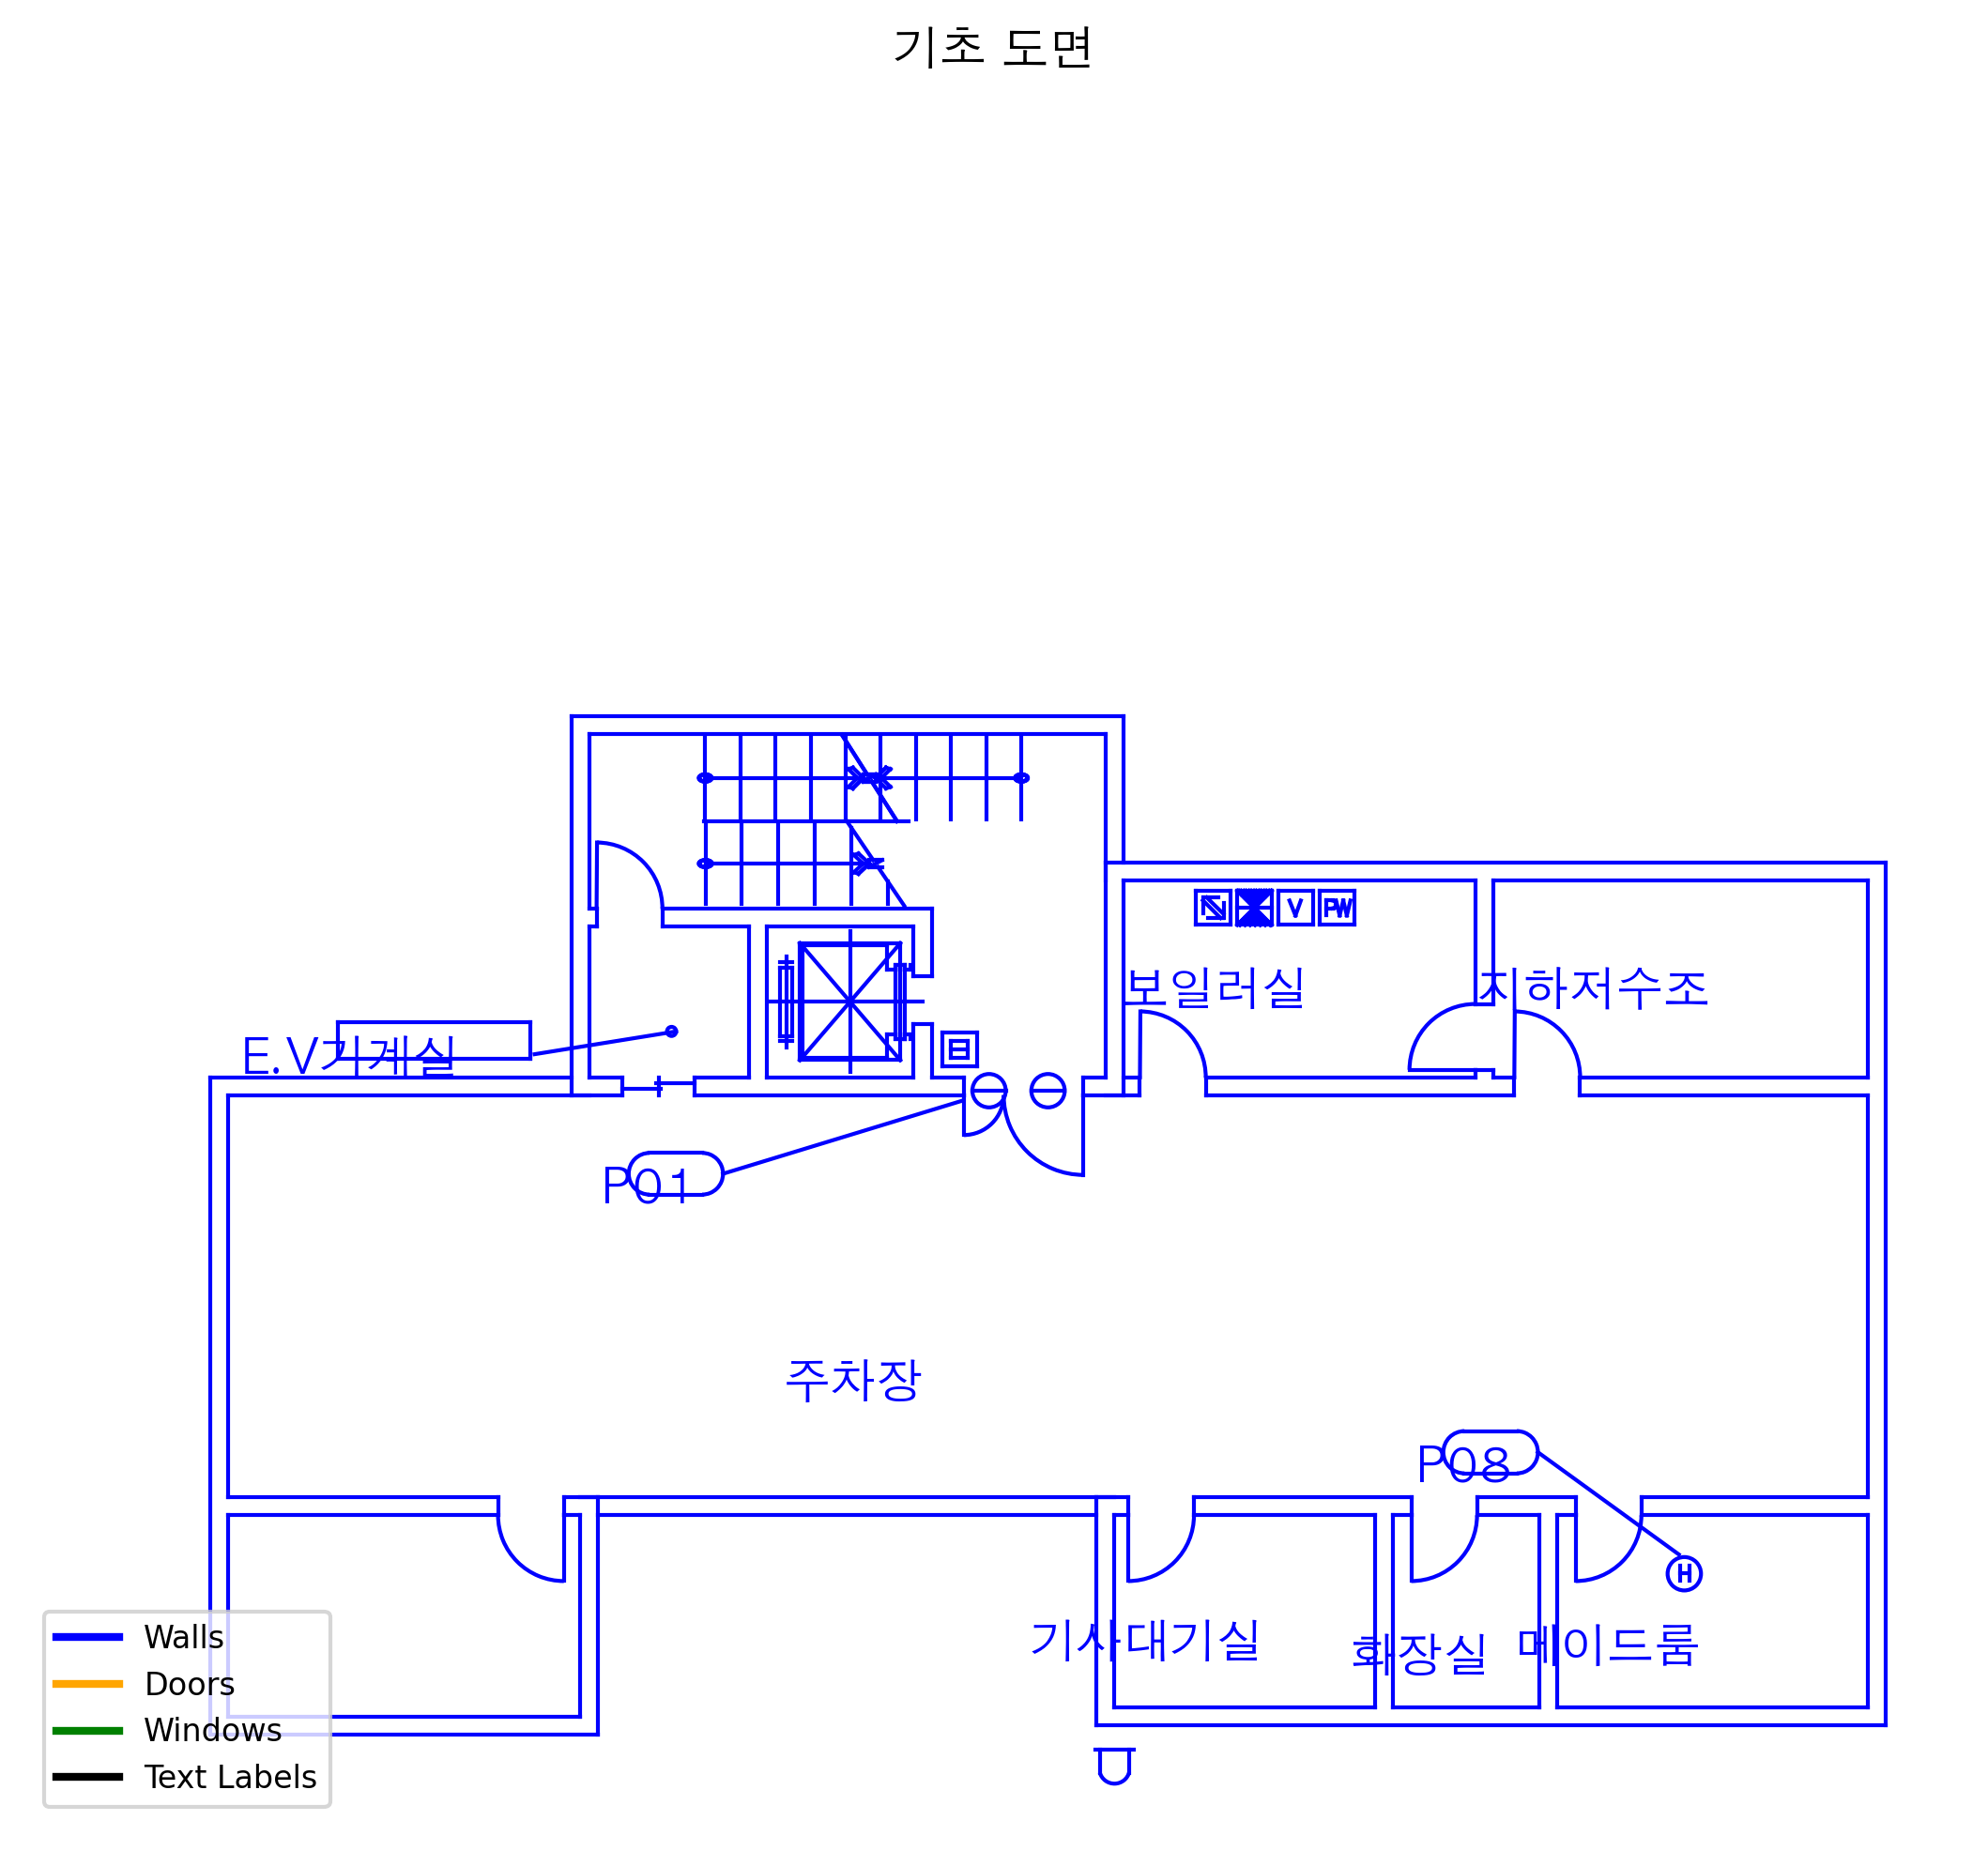 기초 도면
V
PW
보일러실
지하저수조
E.V기계실
P01
주차장
P08
H
기사대기실
화장실
메이드룸
Walls
Doors
Windows
Text Labels